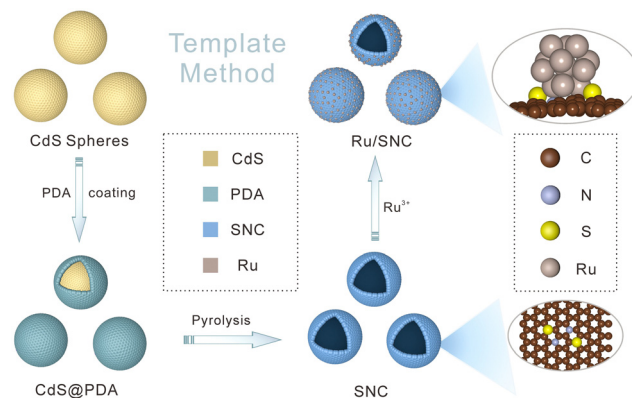 Template
Method
CdS Spheres
PDA coating
CdS@PDA
Pyrolysis
CdS
PDA
SNC
Ru
Ru/SNC
Ru³⁺
SNC
C
N
S
Ru